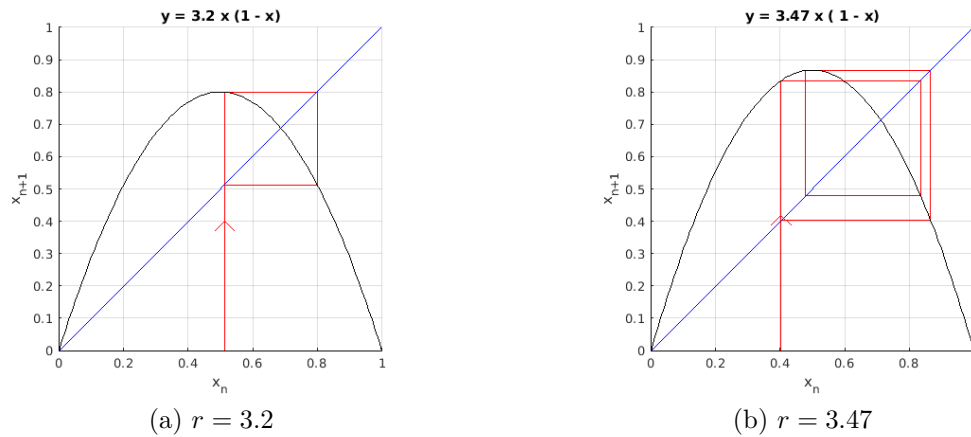 y = 3.2 x (1 - x)
1
0.9
0.8
0.7
0.6
0.5
0.4
0.3
0.2
0.1
0
x_{n+1}
0 0.2 0.4 0.6 0.8 1
x_n
(a) r = 3.2
y = 3.47 x ( 1 - x)
1
0.9
0.8
0.7
0.6
0.5
0.4
0.3
0.2
0.1
0
x_{n+1}
0 0.2 0.4 0.6 0.8
x_n
(b) r = 3.47